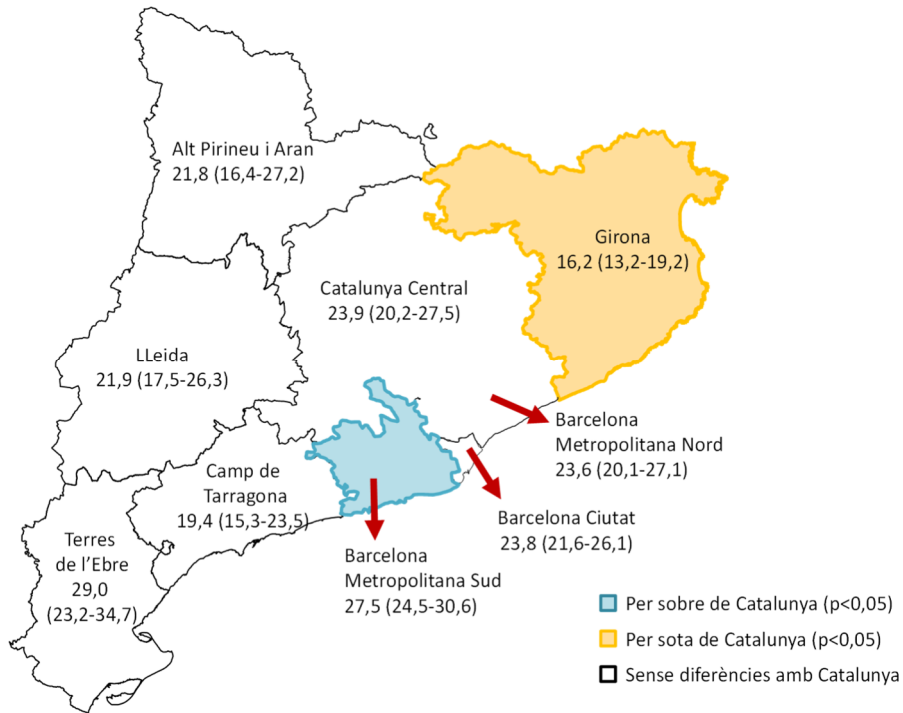 Alt Pirineu i Aran
21,8 (16,4-27,2)
Girona
16,2 (13,2-19,2)
Catalunya Central
23,9 (20,2-27,5)
LLeida
21,9 (17,5-26,3)
Barcelona
Metropolitana Nord
23,6 (20,1-27,1)
Camp de
Tarragona
19,4 (15,3-23,5)
Barcelona Ciutat
23,8 (21,6-26,1)
Terres
de l’Ebre
29,0
(23,2-34,7)
Barcelona
Metropolitana Sud
27,5 (24,5-30,6)
Per sobre de Catalunya (p<0,05)
Per sota de Catalunya (p<0,05)
Sense diferències amb Catalunya